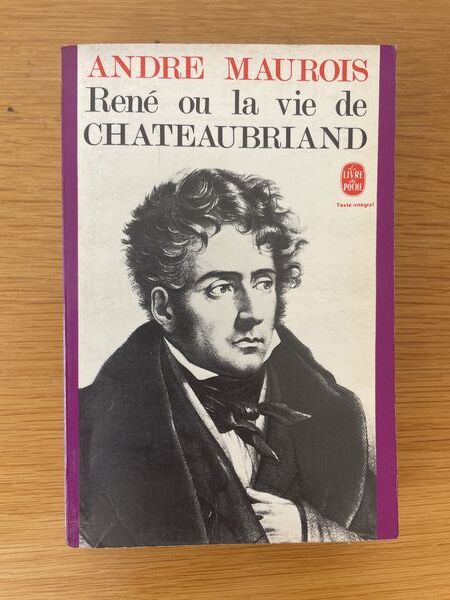 ANDRE MAUROIS
René ou la vie de
CHATEAUBRIAND
Le
LIVRE
de
POCHE
Texte intégral